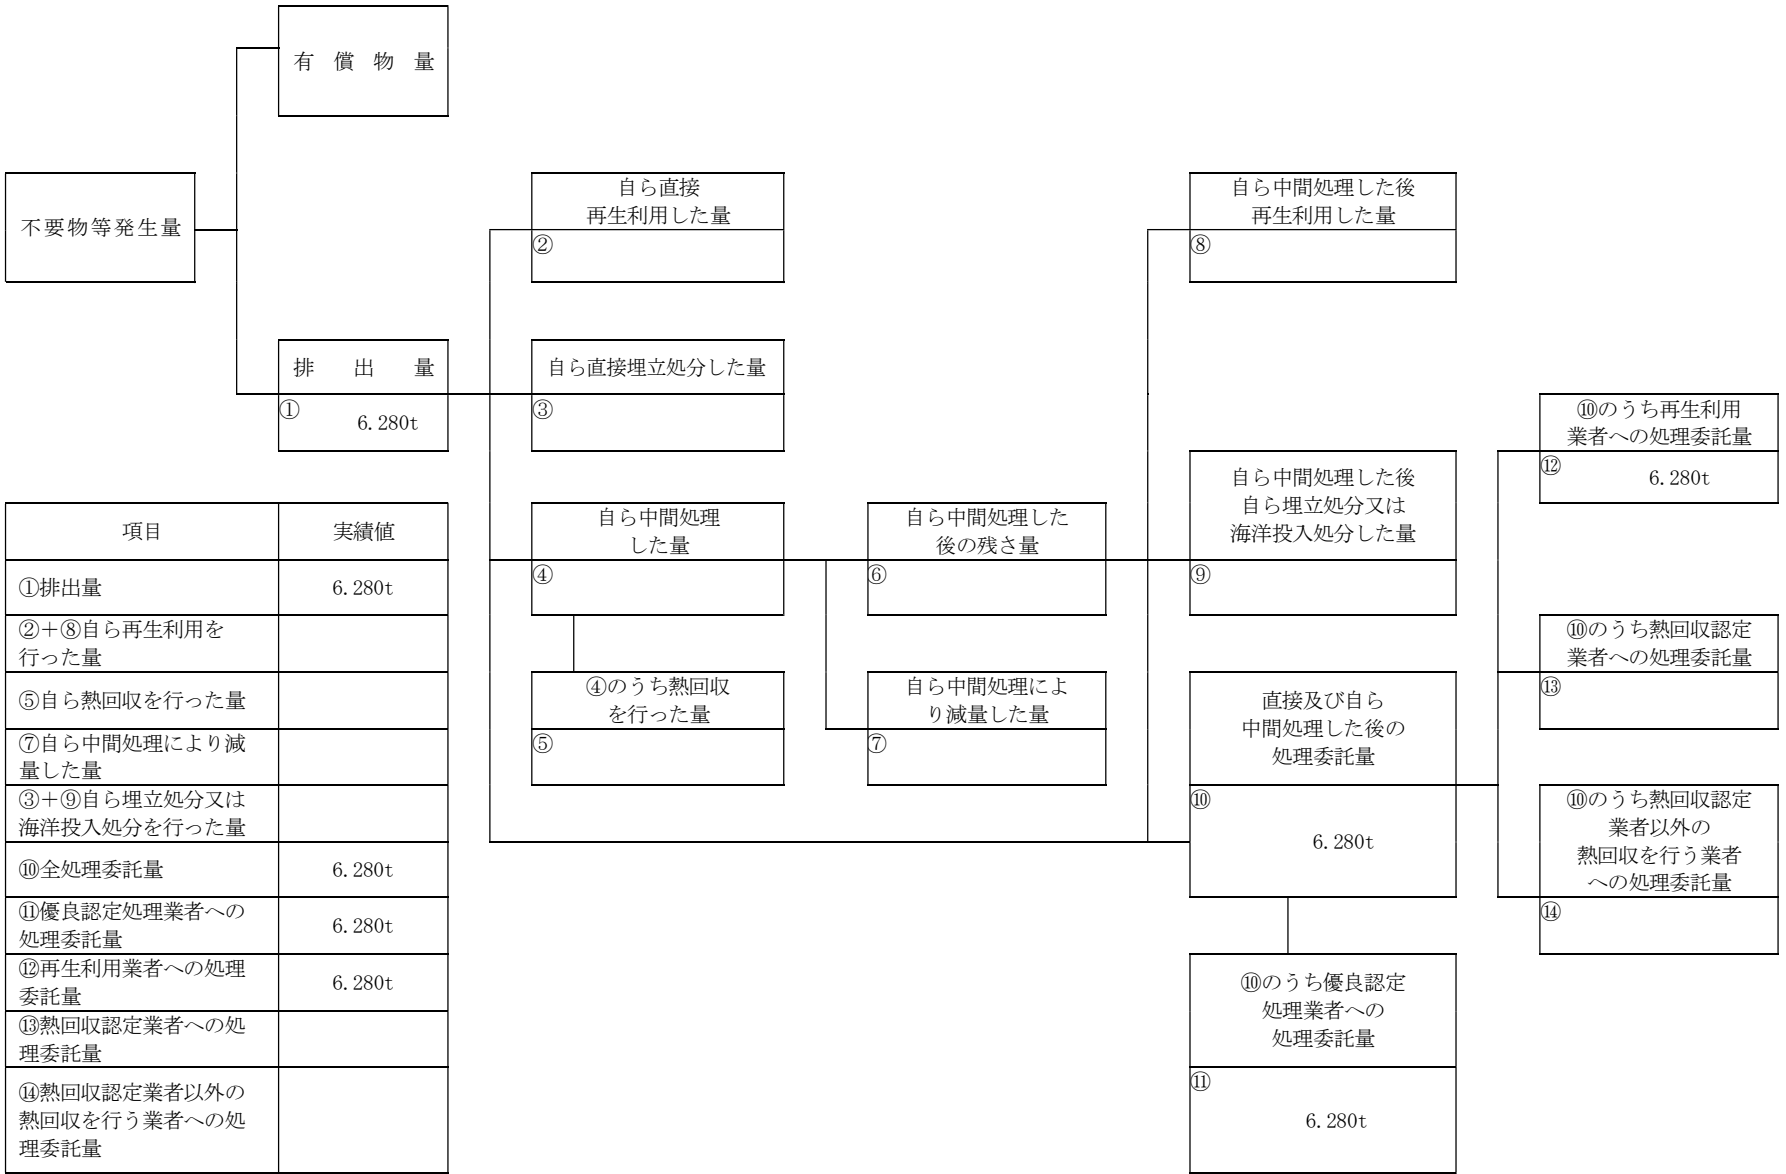 有償物量
不要物等発生量
自ら直接
再生利用した量
②
自ら中間処理した後
再生利用した量
⑧
排出量
①
6.280t
自ら直接埋立処分した量
③
⑩のうち再生利用
業者への処理委託量
⑫
6.280t
自ら中間処理
した量
④
自ら中間処理した
後の残さ量
⑥
自ら中間処理した後
自ら埋立処分又は
海洋投入処分した量
⑨
⑩のうち熱回収認定
業者への処理委託量
⑬
④のうち熱回収
を行った量
⑤
自ら中間処理によ
り減量した量
⑦
直接及び自ら
中間処理した後の
処理委託量
⑩
6.280t
⑩のうち熱回収認定
業者以外の
熱回収を行う業者
への処理委託量
⑭
⑩のうち優良認定
処理業者への
処理委託量
⑪
6.280t
項目 実績値
①排出量 6.280t
②＋⑧自ら再生利用を
行った量
⑤自ら熱回収を行った量
⑦自ら中間処理により減
量した量
③＋⑨自ら埋立処分又は
海洋投入処分を行った量
⑩全処理委託量 6.280t
⑪優良認定処理業者への
処理委託量 6.280t
⑫再生利用業者への処理
委託量 6.280t
⑬熱回収認定業者への処
理委託量
⑭熱回収認定業者以外の
熱回収を行う業者への処
理委託量